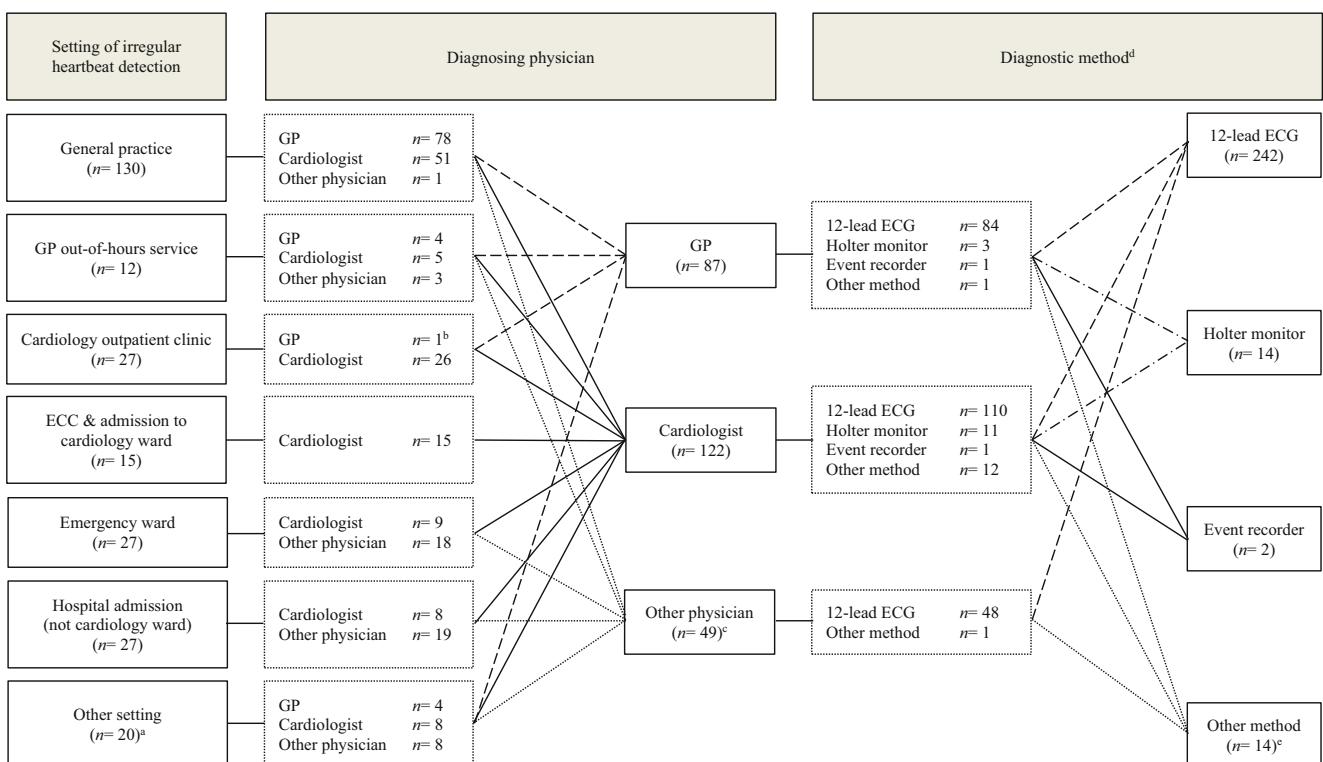 Setting of irregular
heartbeat detection
Diagnosing physician
Diagnostic methodᵈ
General practice
(n= 130)
GP n= 78
Cardiologist n= 51
Other physician n= 1
GP out-of-hours service
(n= 12)
GP n= 4
Cardiologist n= 5
Other physician n= 3
Cardiology outpatient clinic
(n= 27)
GP n= 1ᵇ
Cardiologist n= 26
ECC & admission to
cardiology ward
(n= 15)
Cardiologist n= 15
Emergency ward
(n= 27)
Cardiologist n= 9
Other physician n= 18
Hospital admission
(not cardiology ward)
(n= 27)
Cardiologist n= 8
Other physician n= 19
Other setting
(n= 20)ᵃ
GP n= 4
Cardiologist n= 8
Other physician n= 8
GP
(n= 87)
Cardiologist
(n= 122)
Other physician
(n= 49)ᶜ
12-lead ECG n= 84
Holter monitor n= 3
Event recorder n= 1
Other method n= 1
12-lead ECG n= 110
Holter monitor n= 11
Event recorder n= 1
Other method n= 12
12-lead ECG n= 48
Other method n= 1
12-lead ECG
(n= 242)
Holter monitor
(n= 14)
Event recorder
(n= 2)
Other method
(n= 14)ᵉ